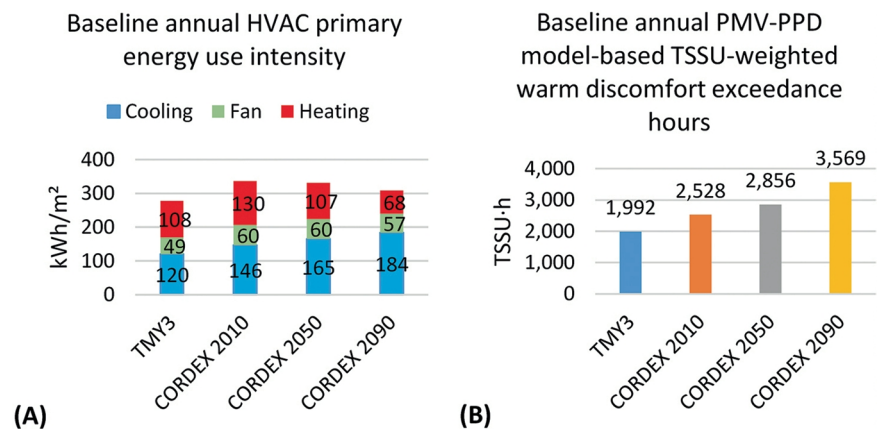 Baseline annual HVAC primary
energy use intensity
Cooling Fan Heating
400
300
200
100
0
kWh/m²
108
49
120
130
60
146
107
60
165
68
57
184
TMY3
CORDEX 2010
CORDEX 2050
CORDEX 2090
(A)
Baseline annual PMV-PPD
model-based TSSU-weighted
warm discomfort exceedance
hours
4,000
3,000
2,000
1,000
0
TSSU·h
1,992
2,528
2,856
3,569
TMY3
CORDEX 2010
CORDEX 2050
CORDEX 2090
(B)